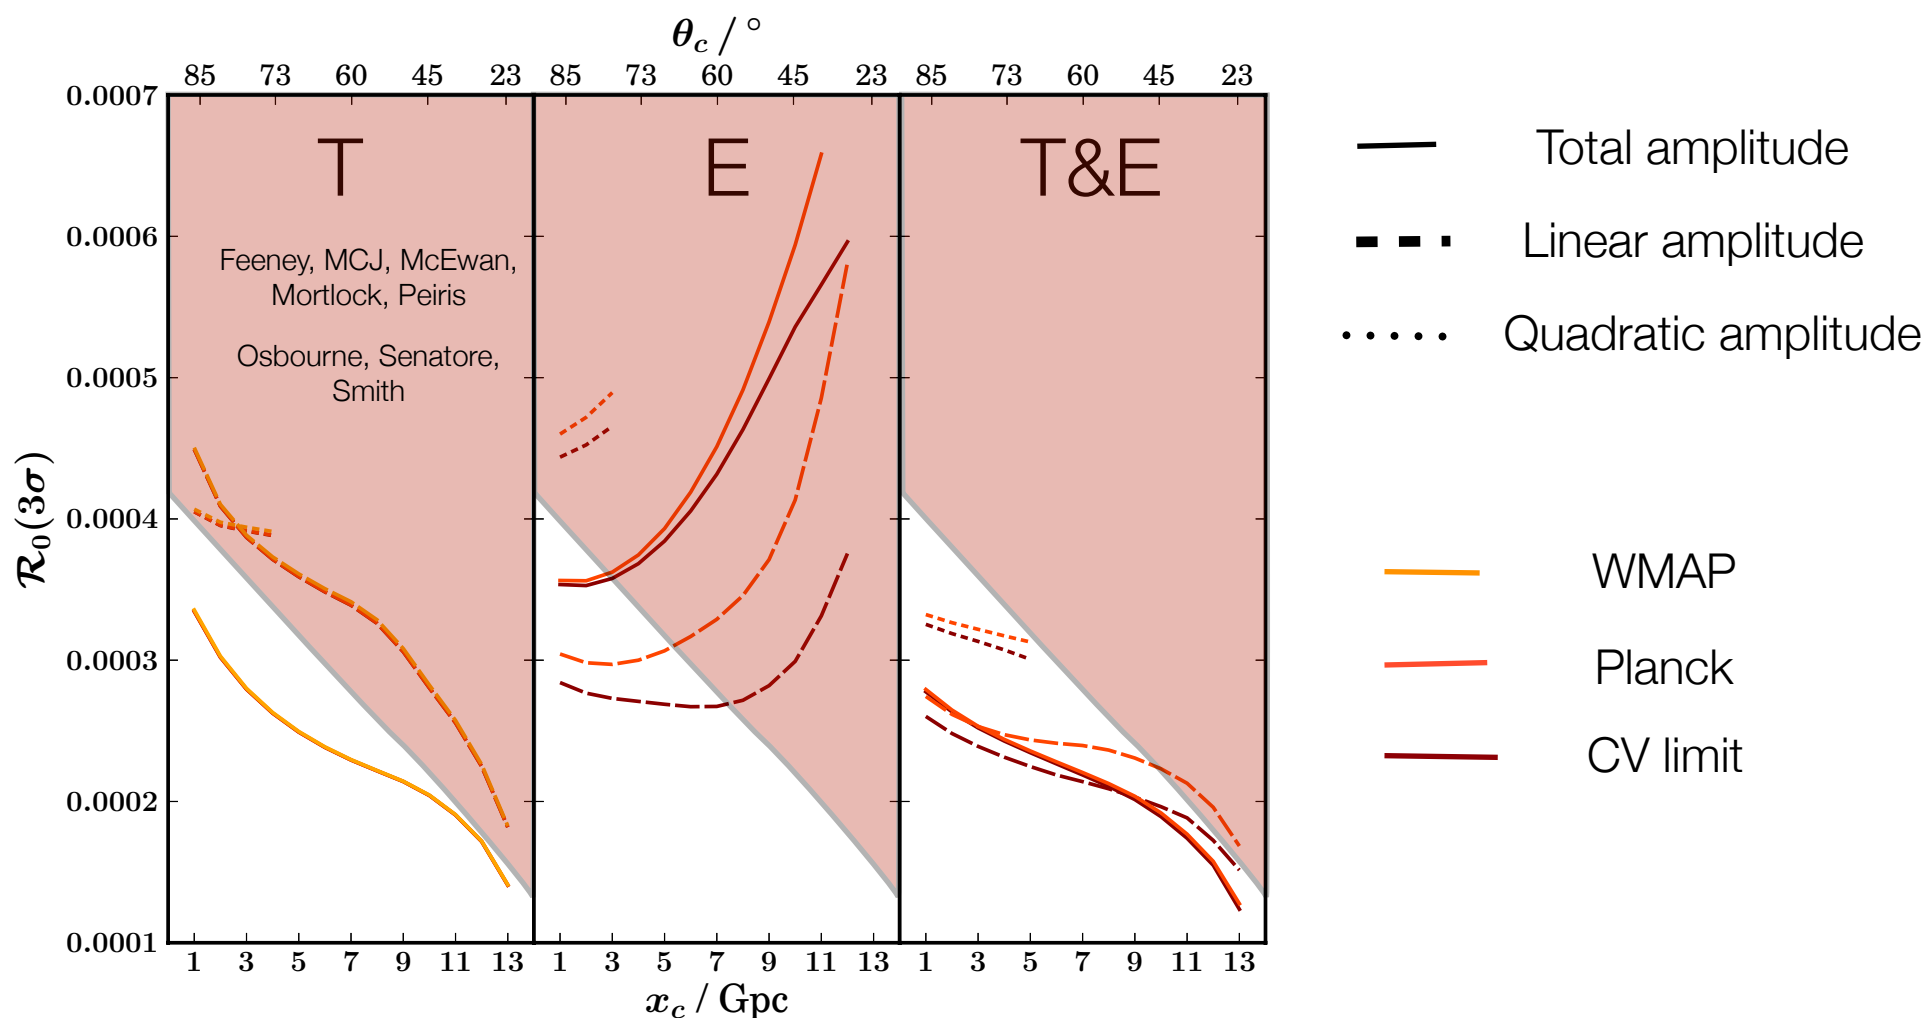 θc / °
85 73 60 45 23 85 73 60 45 23 85 73 60 45 23
0.0007
0.0006
0.0005
0.0004
0.0003
0.0002
0.0001
R0(3σ)
T
Feeney, MCJ, McEwan,
Mortlock, Peiris
Osbourne, Senatore,
Smith
E
T&E
1 3 5 7 9 11 13 1 3 5 7 9 11 13 1 3 5 7 9 11 13
xc / Gpc
Total amplitude
Linear amplitude
Quadratic amplitude
WMAP
Planck
CV limit